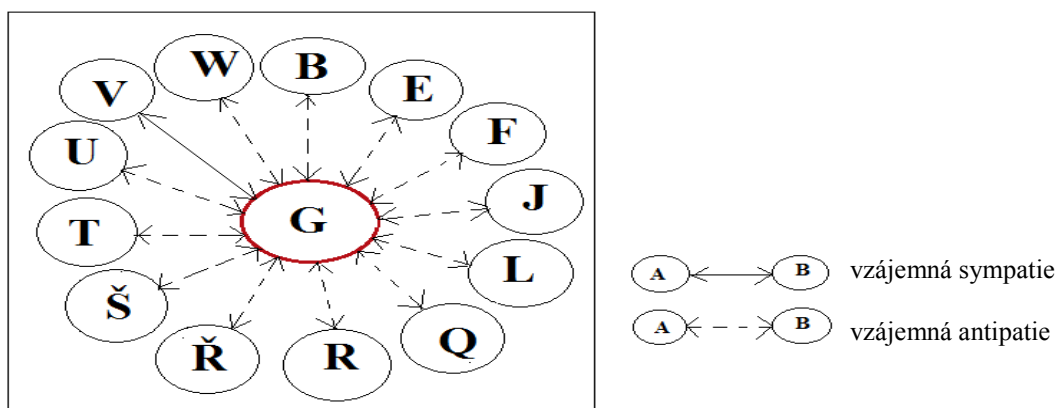 W
B
E
V
F
U
J
G
T
L
Š
Q
Ř
R
A
B
vzájemná sympatie
A
B
vzájemná antipatie